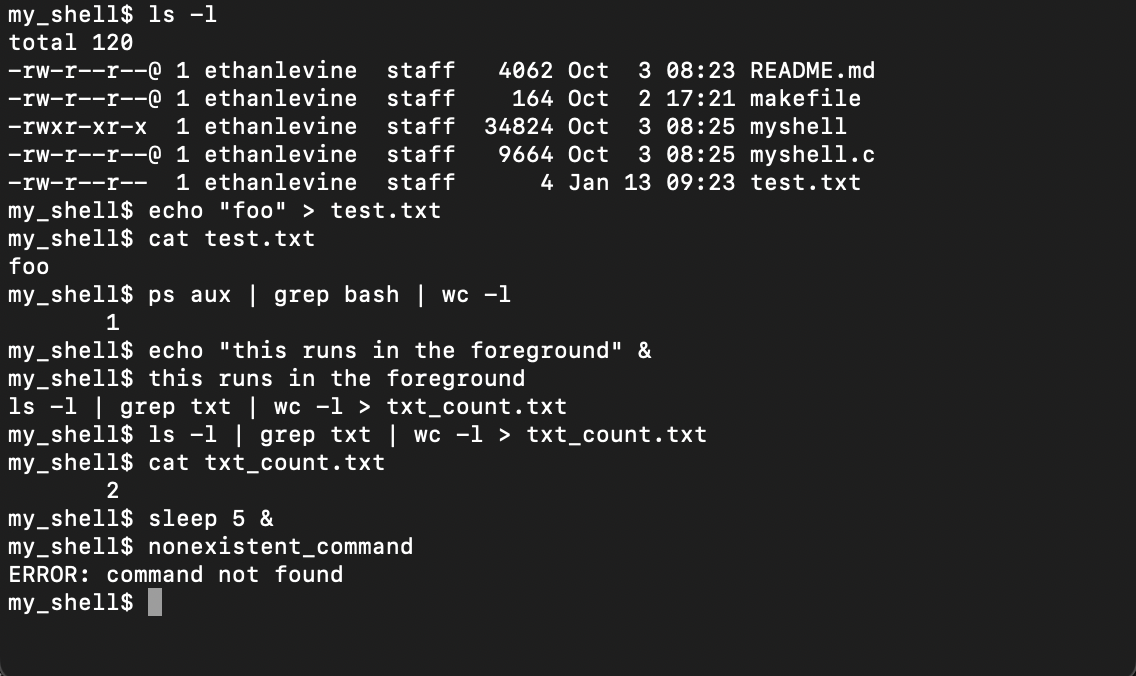 my_shell$ ls -l
total 120
-rw-r--r--@ 1 ethanlevine  staff   4062 Oct  3 08:23 README.md
-rw-r--r--@ 1 ethanlevine  staff    164 Oct  2 17:21 makefile
-rwxr-xr-x  1 ethanlevine  staff  34824 Oct  3 08:25 myshell
-rw-r--r--@ 1 ethanlevine  staff   9664 Oct  3 08:25 myshell.c
-rw-r--r--  1 ethanlevine  staff      4 Jan 13 09:23 test.txt
my_shell$ echo "foo" > test.txt
my_shell$ cat test.txt
foo
my_shell$ ps aux | grep bash | wc -l
       1
my_shell$ echo "this runs in the foreground" &
my_shell$ this runs in the foreground
ls -l | grep txt | wc -l > txt_count.txt
my_shell$ ls -l | grep txt | wc -l > txt_count.txt
my_shell$ cat txt_count.txt
       2
my_shell$ sleep 5 &
my_shell$ nonexistent_command
ERROR: command not found
my_shell$